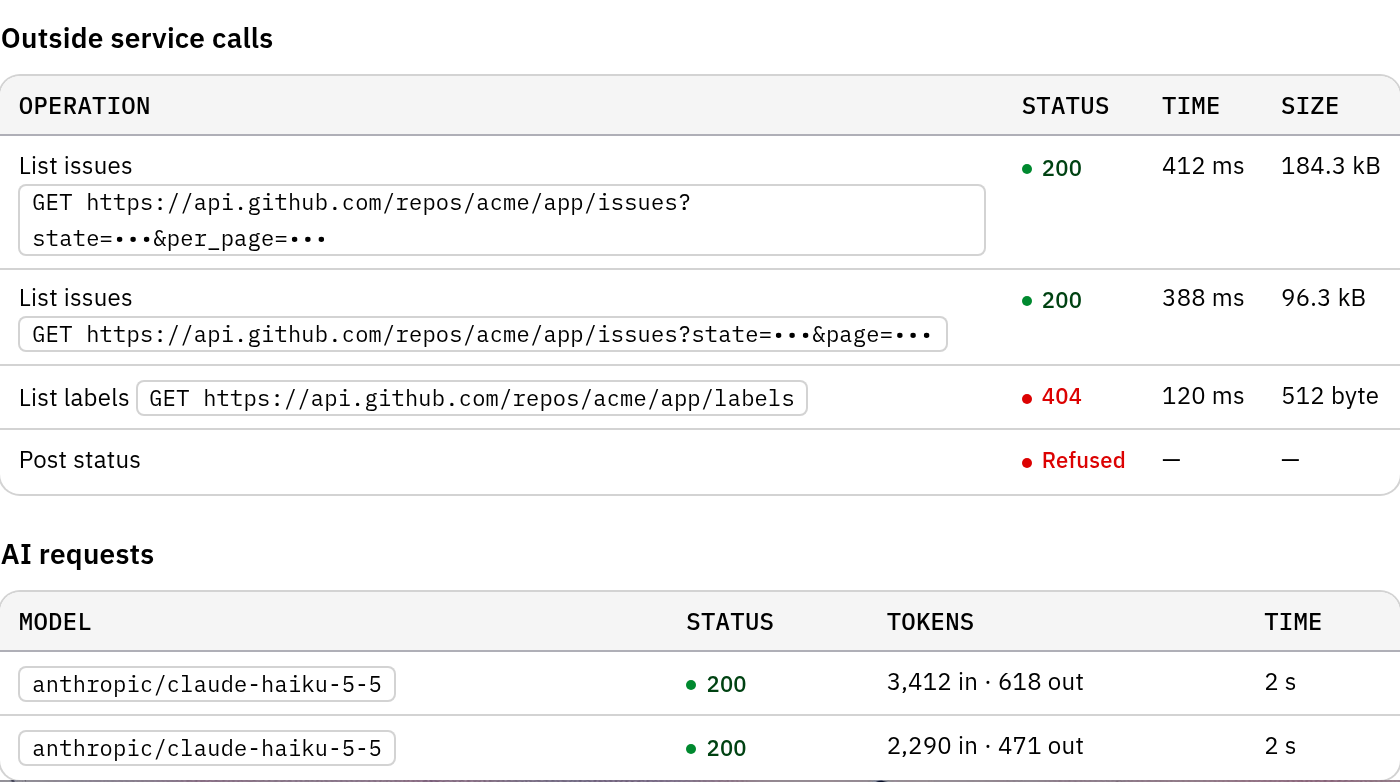 Outside service calls
OPERATION STATUS TIME SIZE
List issues 200 412 ms 184.3 kB
GET https://api.github.com/repos/acme/app/issues?
state=•••&per_page=•••
List issues 200 388 ms 96.3 kB
GET https://api.github.com/repos/acme/app/issues?state=•••&page=•••
List labels GET https://api.github.com/repos/acme/app/labels 404 120 ms 512 byte
Post status Refused — —
AI requests
MODEL STATUS TOKENS TIME
anthropic/claude-haiku-5-5 200 3,412 in · 618 out 2 s
anthropic/claude-haiku-5-5 200 2,290 in · 471 out 2 s